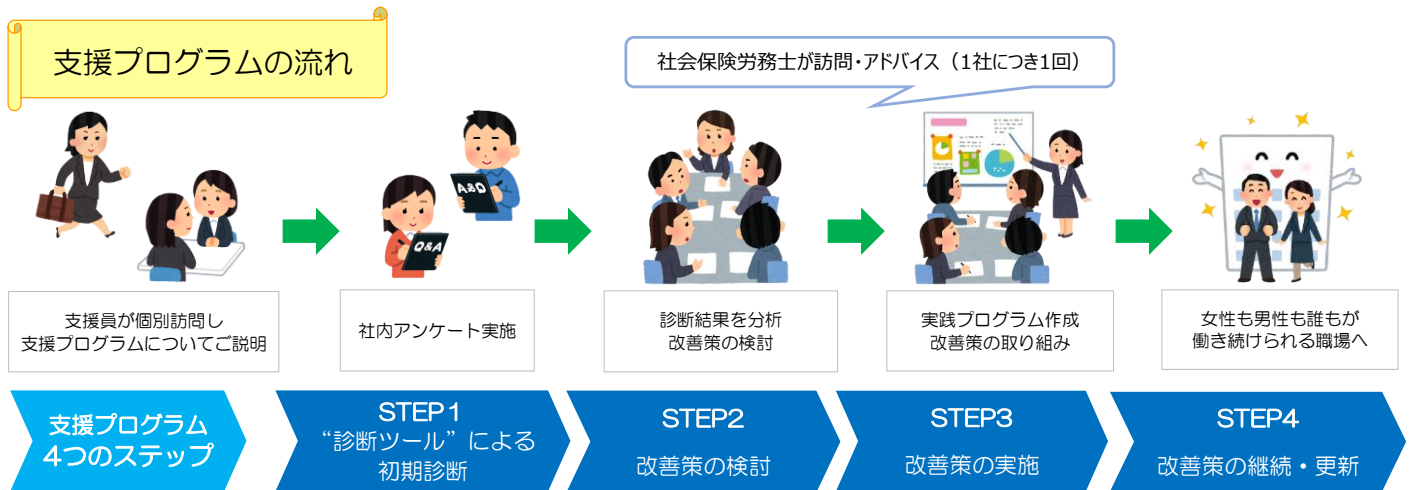 支援プログラムの流れ
社会保険労務士が訪問・アドバイス（1社につき1回）
A&Q
Q&A
支援員が個別訪問し
支援プログラムについてご説明
社内アンケート実施
診断結果を分析
改善策の検討
実践プログラム作成
改善策の取り組み
女性も男性も誰もが
働き続けられる職場へ
支援プログラム
4つのステップ
STEP1
“診断ツール”による
初期診断
STEP2
改善策の検討
STEP3
改善策の実施
STEP4
改善策の継続・更新